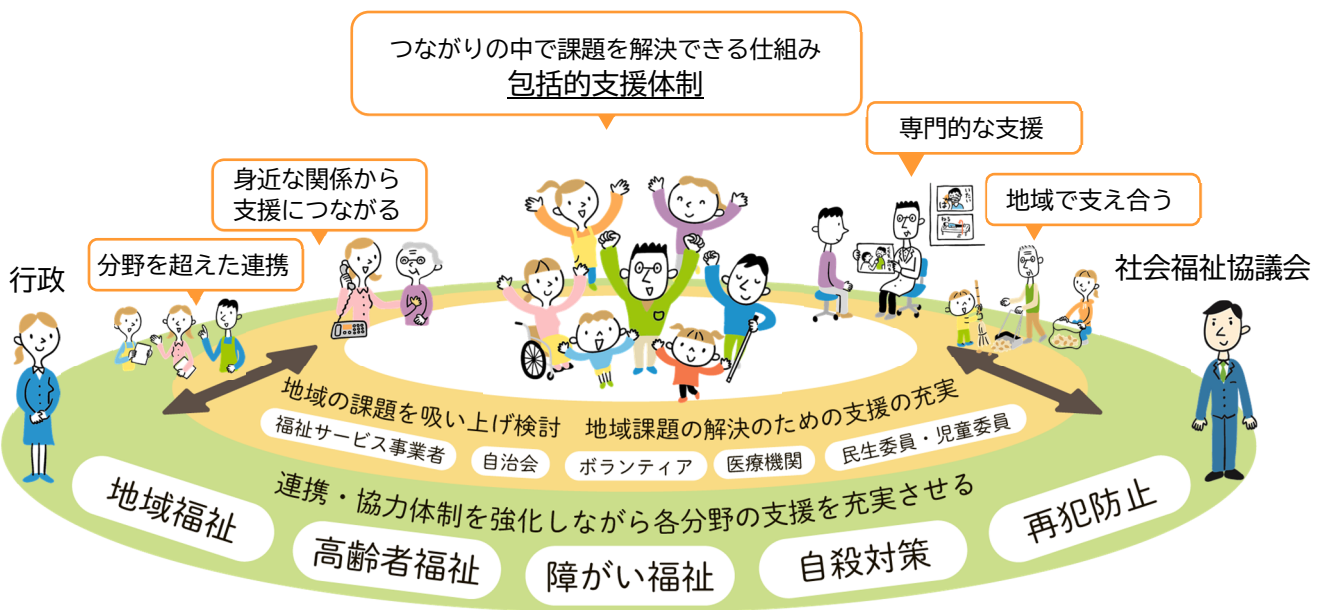 つながりの中で課題を解決できる仕組み
包括的支援体制
専門的な支援
身近な関係から
支援につながる
地域で支え合う
分野を超えた連携
行政
社会福祉協議会
地域の課題を吸い上げ検討 地域課題の解決のための支援の充実
福祉サービス事業者
自治会
ボランティア
医療機関
民生委員・児童委員
連携・協力体制を強化しながら各分野の支援を充実させる
地域福祉
高齢者福祉
障がい福祉
自殺対策
再犯防止